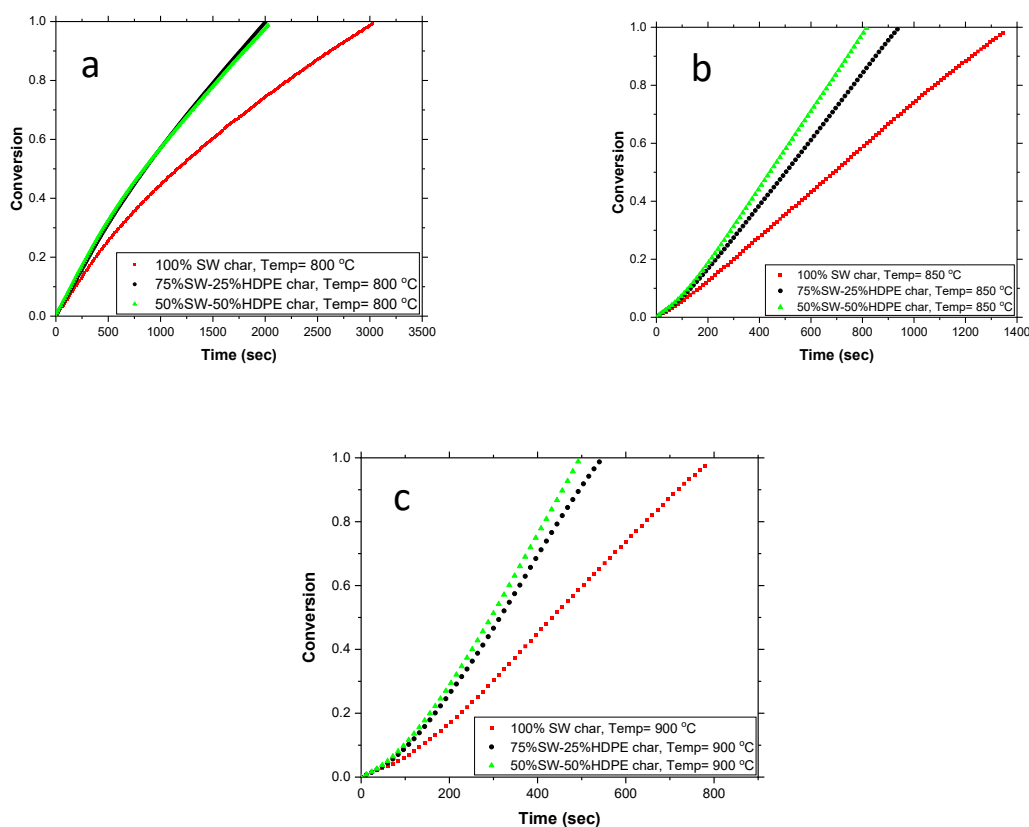 a
1.0
0.8
0.6
0.4
0.2
0.0
Conversion
100% SW char, Temp= 800 °C
75%SW-25%HDPE char, Temp= 800 °C
50%SW-50%HDPE char, Temp= 800 °C
0 500 1000 1500 2000 2500 3000 3500
Time (sec)
b
1.0
0.8
0.6
0.4
0.2
0.0
Conversion
100% SW char, Temp= 850 °C
75%SW-25%HDPE char, Temp= 850 °C
50%SW-50%HDPE char, Temp= 850 °C
0 200 400 600 800 1000 1200 1400
Time (sec)
c
1.0
0.8
0.6
0.4
0.2
0.0
Conversion
100% SW char, Temp= 900 °C
75%SW-25%HDPE char, Temp= 900 °C
50%SW-50%HDPE char, Temp= 900 °C
0 200 400 600 800
Time (sec)